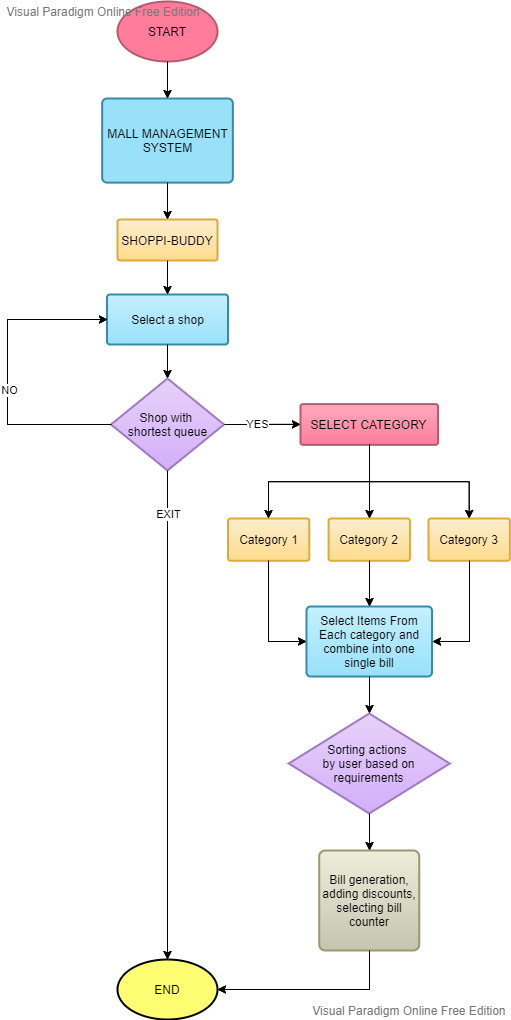 Visual Paradigm Online Free Edition
START
MALL MANAGEMENT
SYSTEM
SHOPPI-BUDDY
Select a shop
NO
Shop with
shortest queue
YES
SELECT CATEGORY
EXIT
Category 1
Category 2
Category 3
Select Items From
Each category and
combine into one
single bill
Sorting actions
by user based on
requirements
Bill generation,
adding discounts,
selecting bill
counter
END
Visual Paradigm Online Free Edition